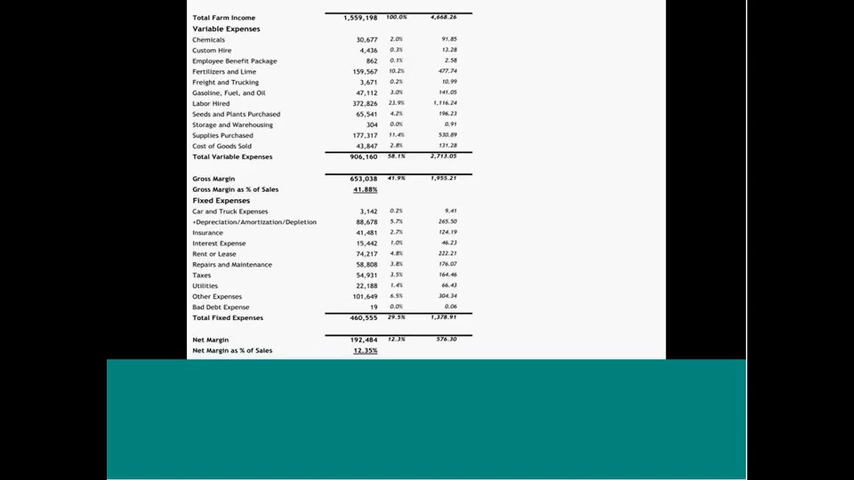 Total Farm Income 1,559,198 100.0% 4,668.26
Variable Expenses
Chemicals 30,677 2.0% 91.85
Custom Hire 4,436 0.3% 13.28
Employee Benefit Package 862 0.1% 2.58
Fertilizers and Lime 159,567 10.2% 477.74
Freight and Trucking 3,671 0.2% 10.99
Gasoline, Fuel, and Oil 47,112 3.0% 141.05
Labor Hired 372,826 23.9% 1,116.24
Seeds and Plants Purchased 65,541 4.2% 196.23
Storage and Warehousing 304 0.0% 0.91
Supplies Purchased 177,317 11.4% 530.89
Cost of Goods Sold 43,847 2.8% 131.28
Total Variable Expenses 906,160 58.1% 2,713.05
Gross Margin 653,038 41.9% 1,955.21
Gross Margin as % of Sales 41.88%
Fixed Expenses
Car and Truck Expenses 3,142 0.2% 9.41
+Depreciation/Amortization/Depletion 88,678 5.7% 265.50
Insurance 41,481 2.7% 124.19
Interest Expense 15,442 1.0% 46.23
Rent or Lease 74,217 4.8% 222.21
Repairs and Maintenance 58,808 3.8% 176.07
Taxes 54,931 3.5% 164.46
Utilities 22,188 1.4% 66.43
Other Expenses 101,649 6.5% 304.34
Bad Debt Expense 19 0.0% 0.06
Total Fixed Expenses 460,555 29.5% 1,378.91
Net Margin 192,484 12.3% 576.30
Net Margin as % of Sales 12.35%